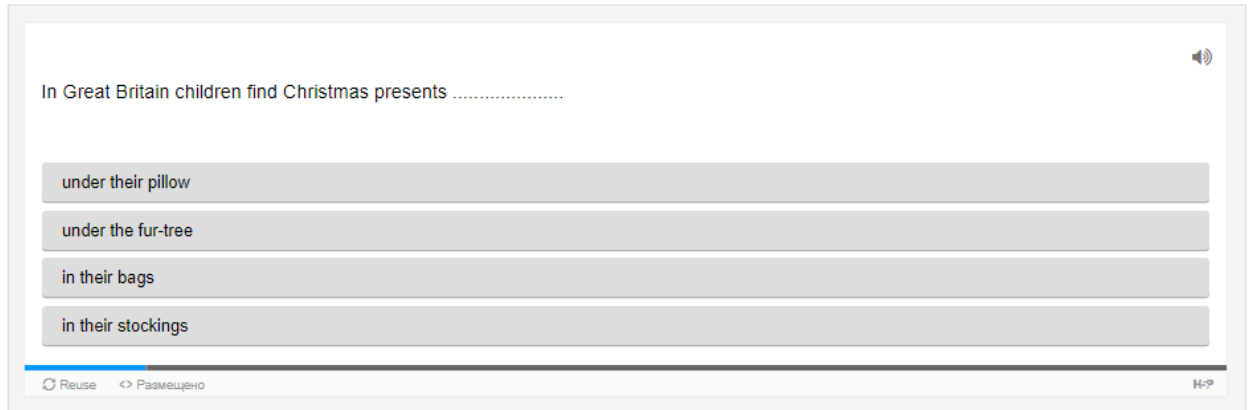 In Great Britain children find Christmas presents .....................
under their pillow
under the fur-tree
in their bags
in their stockings
Reuse <> Размещено H-P